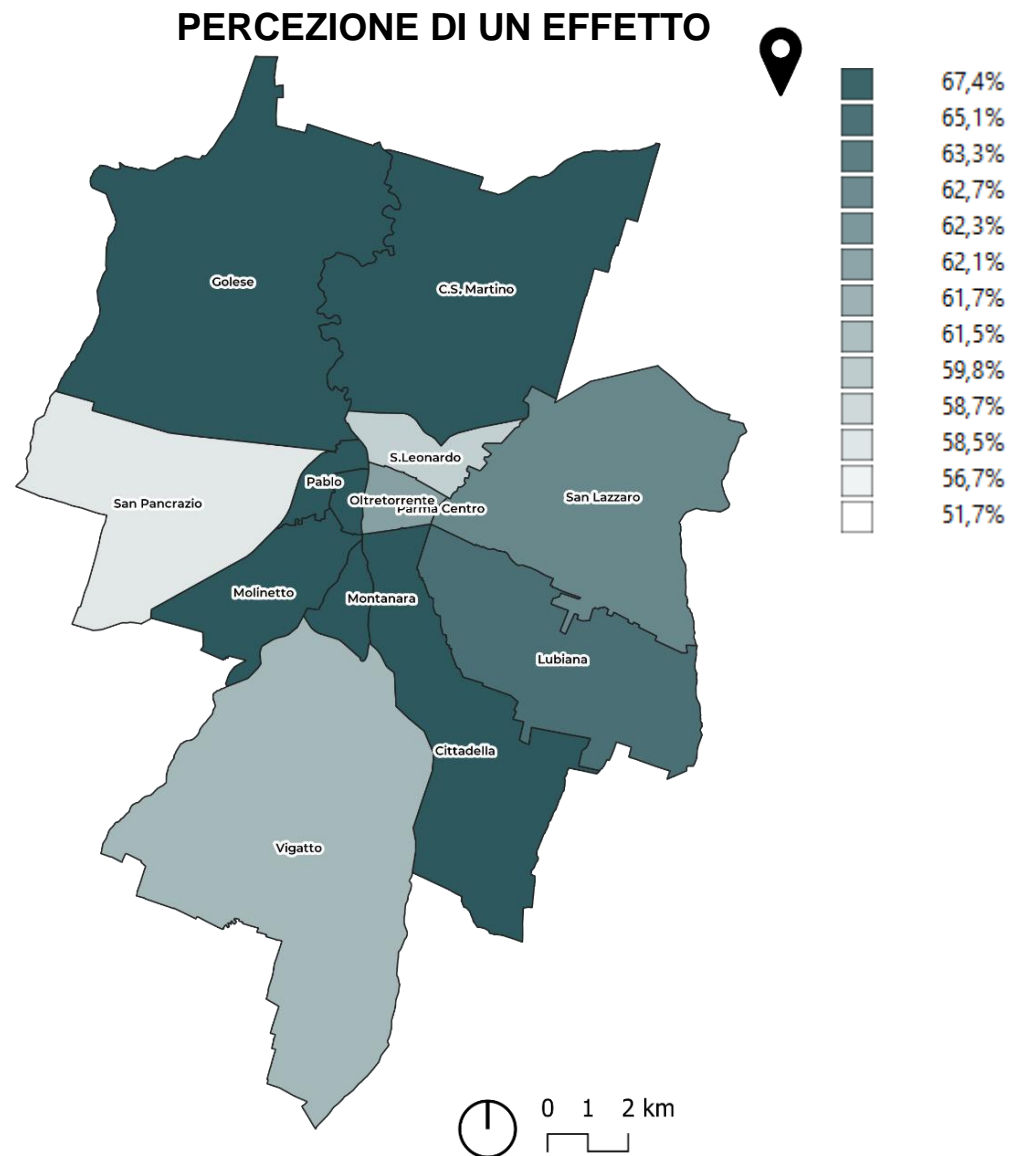 PERCEZIONE DI UN EFFETTO
67,4%
65,1%
63,3%
62,7%
62,3%
62,1%
61,7%
61,5%
59,8%
58,7%
58,5%
56,7%
51,7%
Golese
C.S. Martino
S.Leonardo
Pablo
San Pancrazio
Oltretorrente
Parma Centro
San Lazzaro
Molinetto
Montanara
Lubiana
Cittadella
Vigatto
0 1 2 km